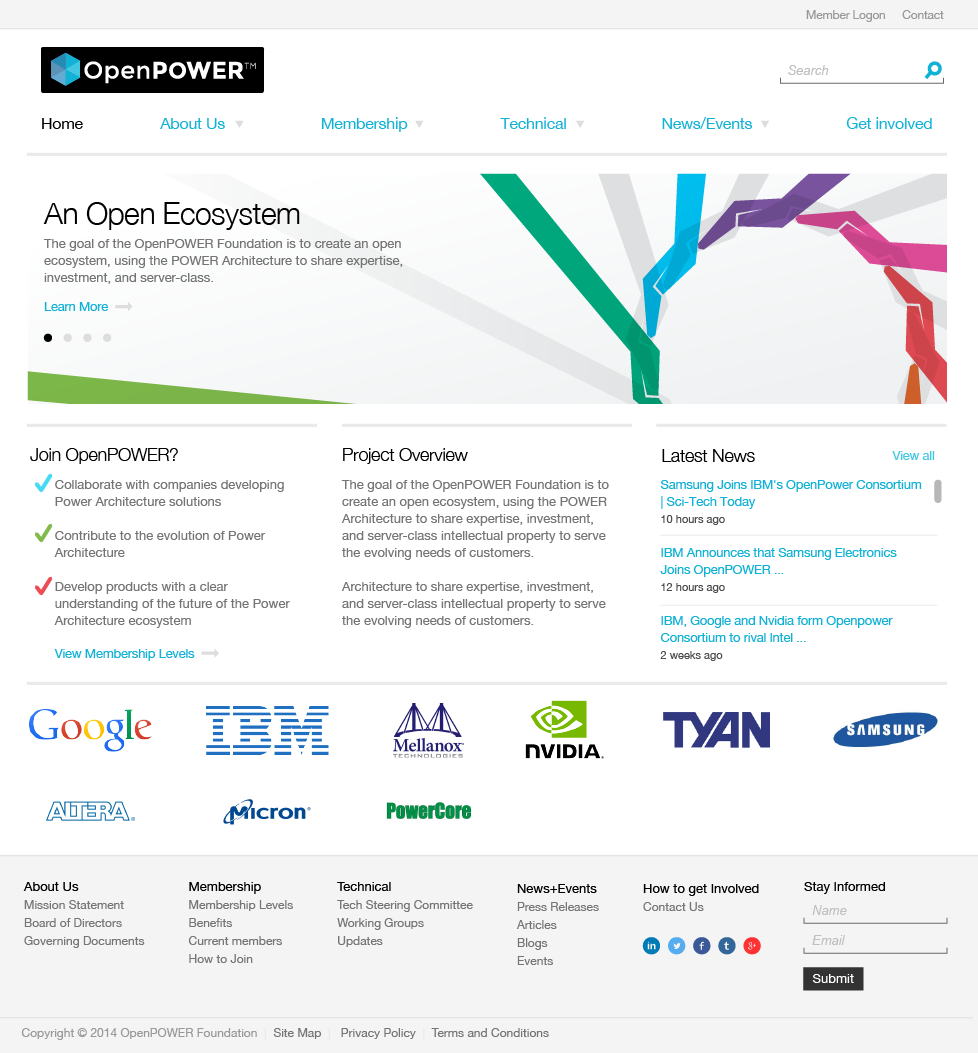 Member Logon Contact
OpenPOWER™
Search
Home About Us Membership Technical News/Events Get involved
An Open Ecosystem
The goal of the OpenPOWER Foundation is to create an open
ecosystem, using the POWER Architecture to share expertise,
investment, and server-class.
Learn More
Join OpenPOWER?
Collaborate with companies developing
Power Architecture solutions
Contribute to the evolution of Power
Architecture
Develop products with a clear
understanding of the future of the Power
Architecture ecosystem
View Membership Levels
Project Overview
The goal of the OpenPOWER Foundation is to
create an open ecosystem, using the POWER
Architecture to share expertise, investment,
and server-class intellectual property to serve
the evolving needs of customers.
Architecture to share expertise, investment,
and server-class intellectual property to serve
the evolving needs of customers.
Latest News View all
Samsung Joins IBM's OpenPower Consortium
| Sci-Tech Today
10 hours ago
IBM Announces that Samsung Electronics
Joins OpenPOWER ...
12 hours ago
IBM, Google and Nvidia form Openpower
Consortium to rival Intel ...
2 weeks ago
Google IBM Mellanox TECHNOLOGIES NVIDIA. TYAN SAMSUNG
ALTERA® Micron® PowerCore
About Us
Mission Statement
Board of Directors
Governing Documents
Membership
Membership Levels
Benefits
Current members
How to Join
Technical
Tech Steering Committee
Working Groups
Updates
News+Events
Press Releases
Articles
Blogs
Events
How to get Involved
Contact Us
in f t g+
Stay Informed
Name
Email
Submit
Copyright © 2014 OpenPOWER Foundation | Site Map | Privacy Policy | Terms and Conditions